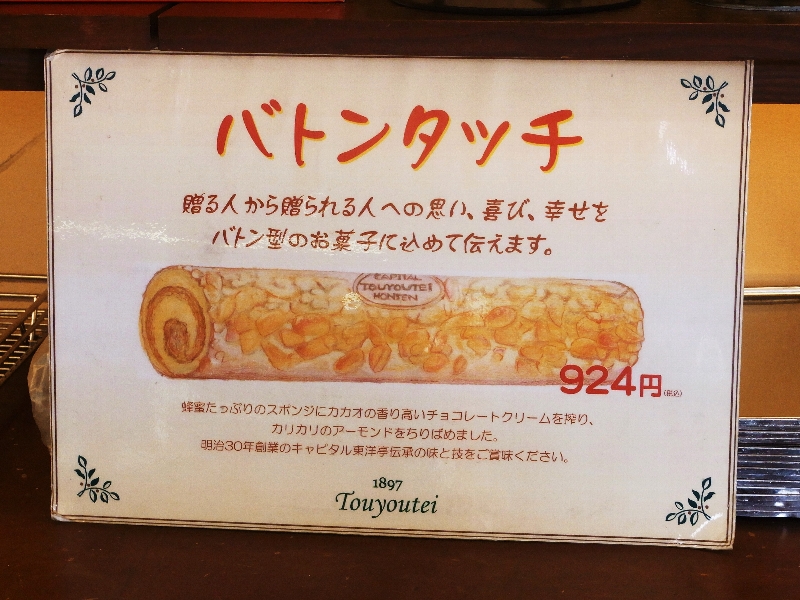 バトンタッチ
贈る人から贈られる人への思い、喜び、幸せを
バトン型のお菓子に込めて伝えます。
CAPITAL
TOUYOUTEI
HONTEN
924円(税込)
蜂蜜たっぷりのスポンジにカカオの香り高いチョコレートクリームを搾り、
カリカリのアーモンドをちりばめました。
明治30年創業のキャピタル東洋亭伝承の味と技をご賞味ください。
1897
Touyoutei